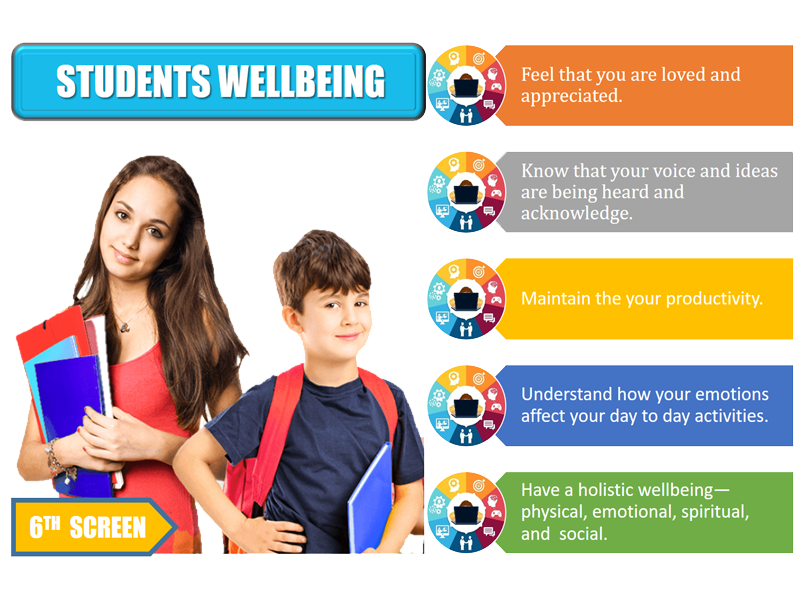 STUDENTS WELLBEING
Feel that you are loved and
appreciated.
Know that your voice and ideas
are being heard and
acknowledge.
Maintain the your productivity.
Understand how your emotions
affect your day to day activities.
Have a holistic wellbeing—
physical, emotional, spiritual,
and  social.
6TH SCREEN